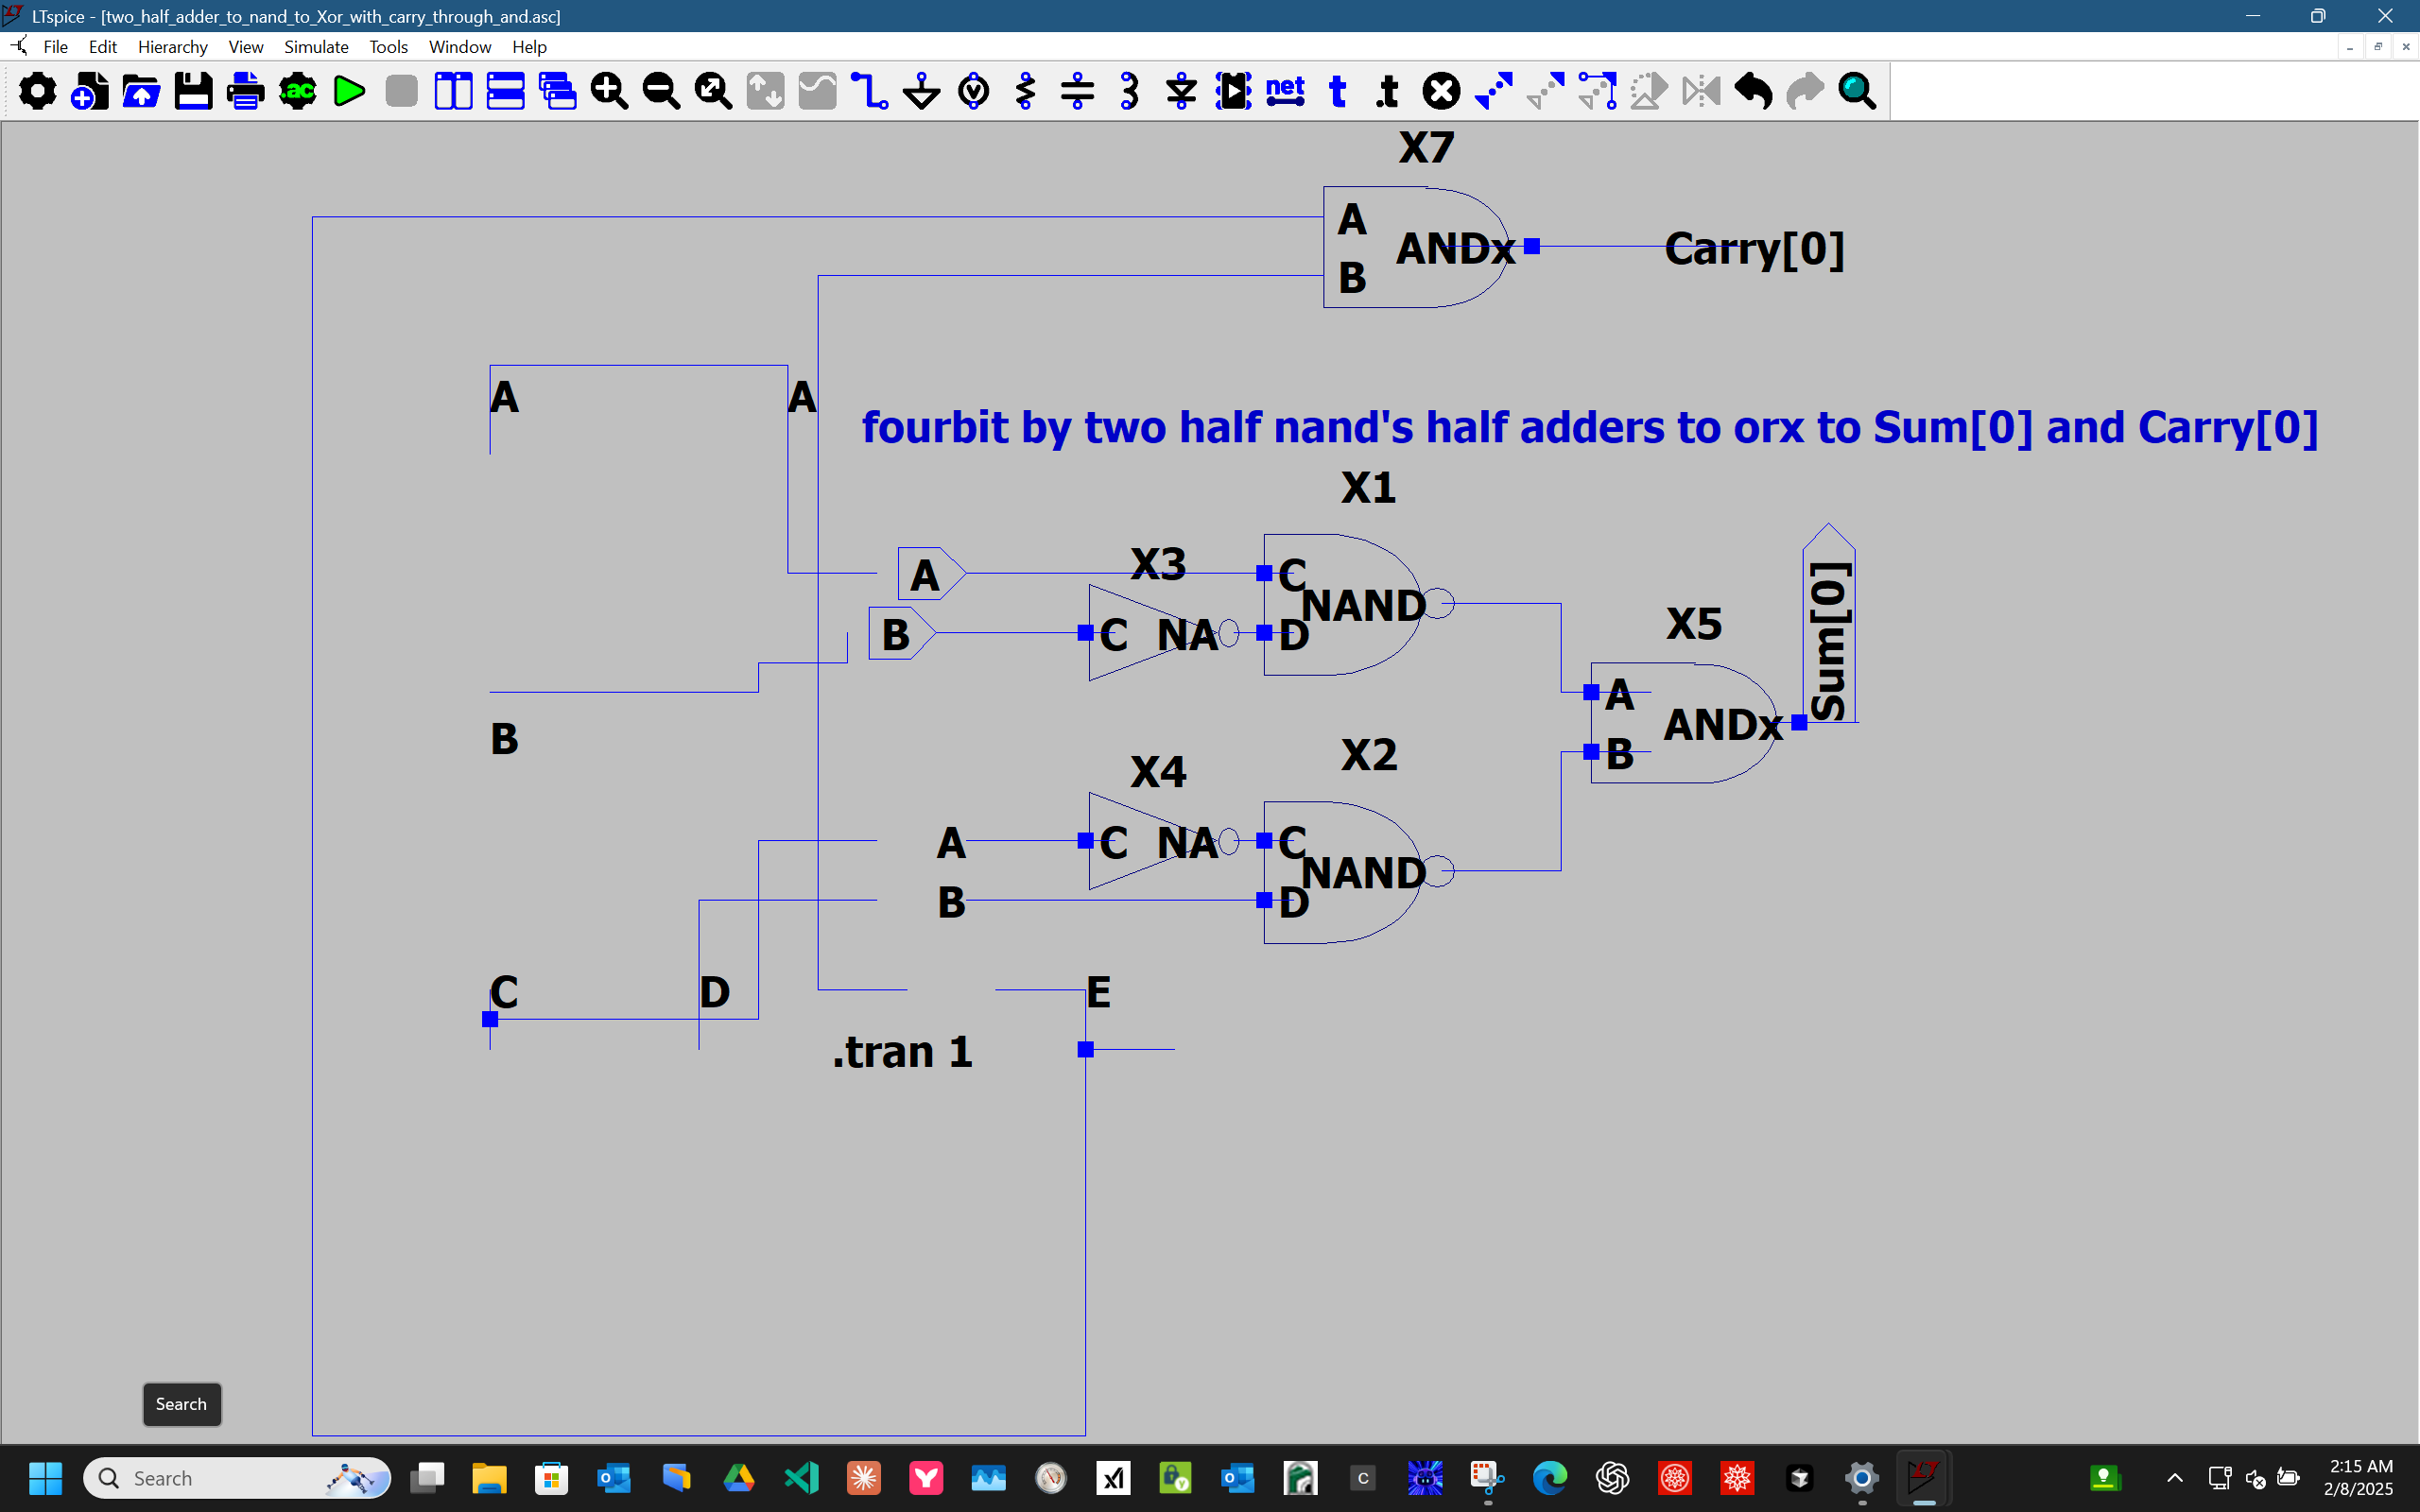 LTspice - [two_half_adder_to_nand_to_Xor_with_carry_through_and.asc]
File Edit Hierarchy View Simulate Tools Window Help
ac net t .t
X7
A
ANDx
Carry[0]
B
A
A
fourbit by two half nand's half adders to orx to Sum[0] and Carry[0]
X1
X3
A
C
NAND
B
C
NA
D
X5
Sum[0]
A
ANDx
B
B
X4
X2
A
C
NA
C
NAND
B
D
C
D
E
.tran 1
Search
Search
2:15 AM
2/8/2025